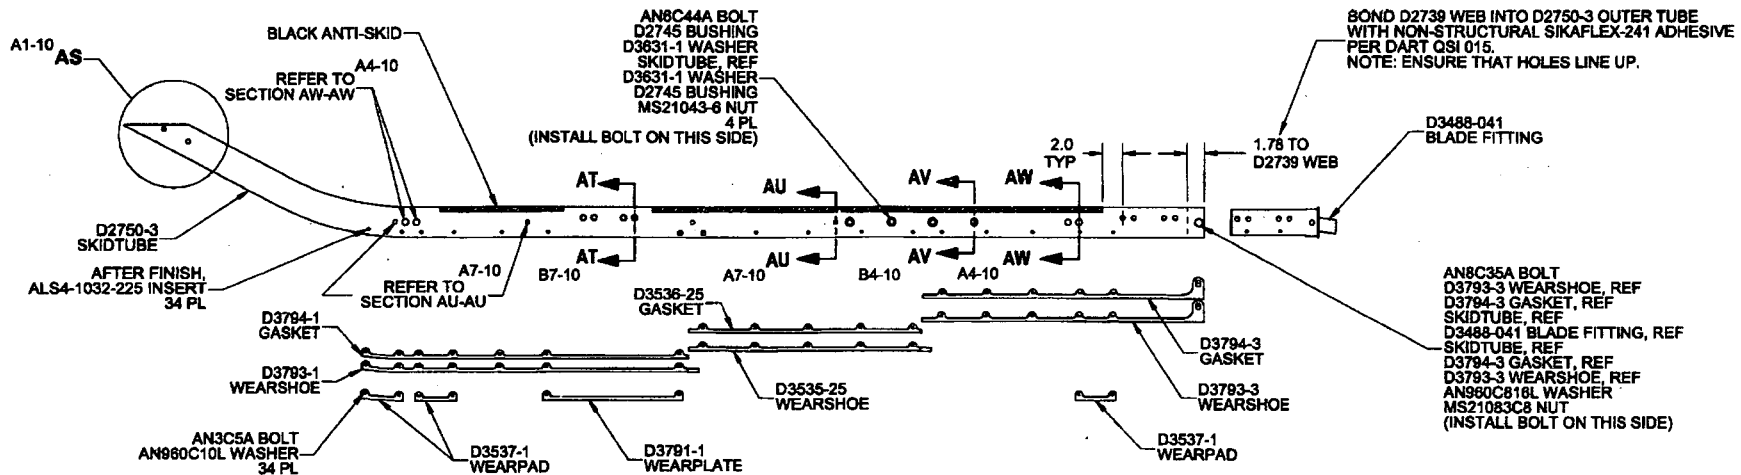 A1-10
AS
BLACK ANTI-SKID
A4-10
REFER TO
SECTION AW-AW
AN6C44A BOLT
D2745 BUSHING
D3631-1 WASHER
SKIDTUBE, REF
D3631-1 WASHER
D2745 BUSHING
MS21043-6 NUT
4 PL
(INSTALL BOLT ON THIS SIDE)
BOND D2739 WEB INTO D2750-3 OUTER TUBE
WITH NON-STRUCTURAL SIKAFLEX-241 ADHESIVE
PER DART QSI 015.
NOTE: ENSURE THAT HOLES LINE UP.
D3488-041
BLADE FITTING
2.0
TYP
1.78 TO
D2739 WEB
AT
AU
AV
AW
D2750-3
SKIDTUBE
AFTER FINISH,
ALS4-1032-225 INSERT
34 PL
REFER TO
SECTION AU-AU
A7-10
B7-10
AT
A7-10
AU
B4-10
AV
A4-10
AW
D3794-1
GASKET
D3793-1
WEARSHOE
D3536-25
GASKET
D3535-25
WEARSHOE
D3794-3
GASKET
D3793-3
WEARSHOE
AN3C5A BOLT
AN960C10L WASHER
34 PL
D3537-1
WEARPAD
D3791-1
WEARPLATE
D3537-1
WEARPAD
AN8C35A BOLT
D3793-3 WEARSHOE, REF
D3794-3 GASKET, REF
SKIDTUBE, REF
D3488-041 BLADE FITTING, REF
SKIDTUBE, REF
D3794-3 GASKET, REF
D3793-3 WEARSHOE, REF
AN960C816L WASHER
MS21083C8 NUT
(INSTALL BOLT ON THIS SIDE)